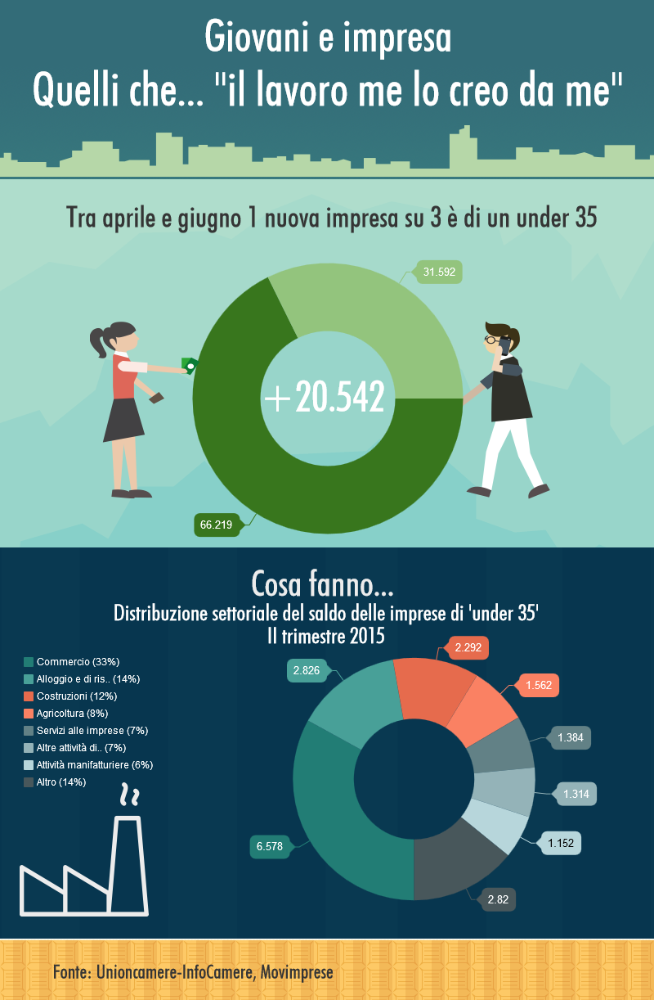 Giovani e impresa
Quelli che... "il lavoro me lo creo da me"
Tra aprile e giugno 1 nuova impresa su 3 è di un under 35
31.592
+20.542
66.219
Cosa fanno...
Distribuzione settoriale del saldo delle imprese di 'under 35'
II trimestre 2015
Commercio (33%)
Alloggio e di ris.. (14%)
Costruzioni (12%)
Agricoltura (8%)
Servizi alle imprese (7%)
Altre attività di.. (7%)
Attività manifatturiere (6%)
Altro (14%)
2.292
2.826
1.562
1.384
1.314
1.152
6.578
2.82
Fonte: Unioncamere-InfoCamere, Movimprese